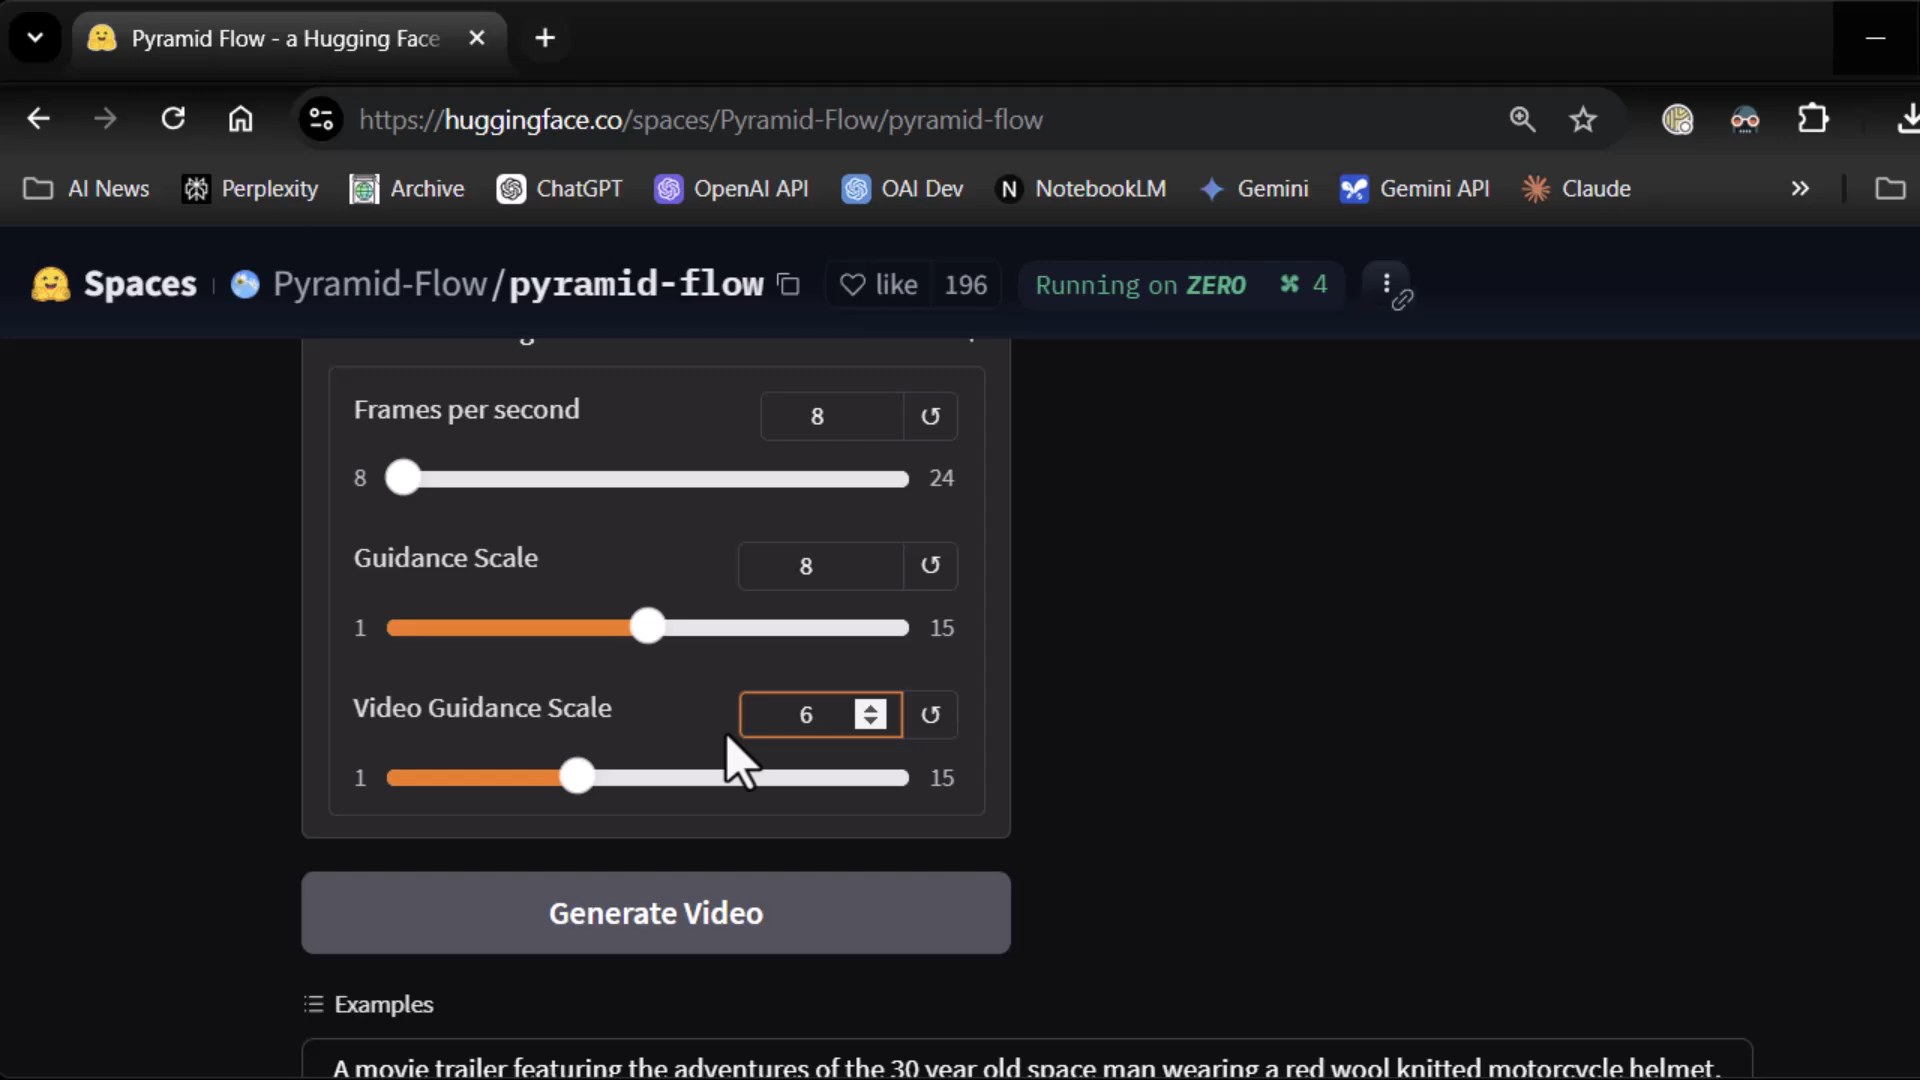 Pyramid Flow - a Hugging Face
https://huggingface.co/spaces/Pyramid-Flow/pyramid-flow
AI News Perplexity Archive ChatGPT OpenAI API OAI Dev NotebookLM Gemini Gemini API Claude
Spaces Pyramid-Flow/pyramid-flow like 196 Running on ZERO 4
Frames per second 8
8 24
Guidance Scale 8
1 15
Video Guidance Scale 6
1 15
Generate Video
Examples
A movie trailer featuring the adventures of the 30 year old space man wearing a red wool knitted motorcycle helmet,